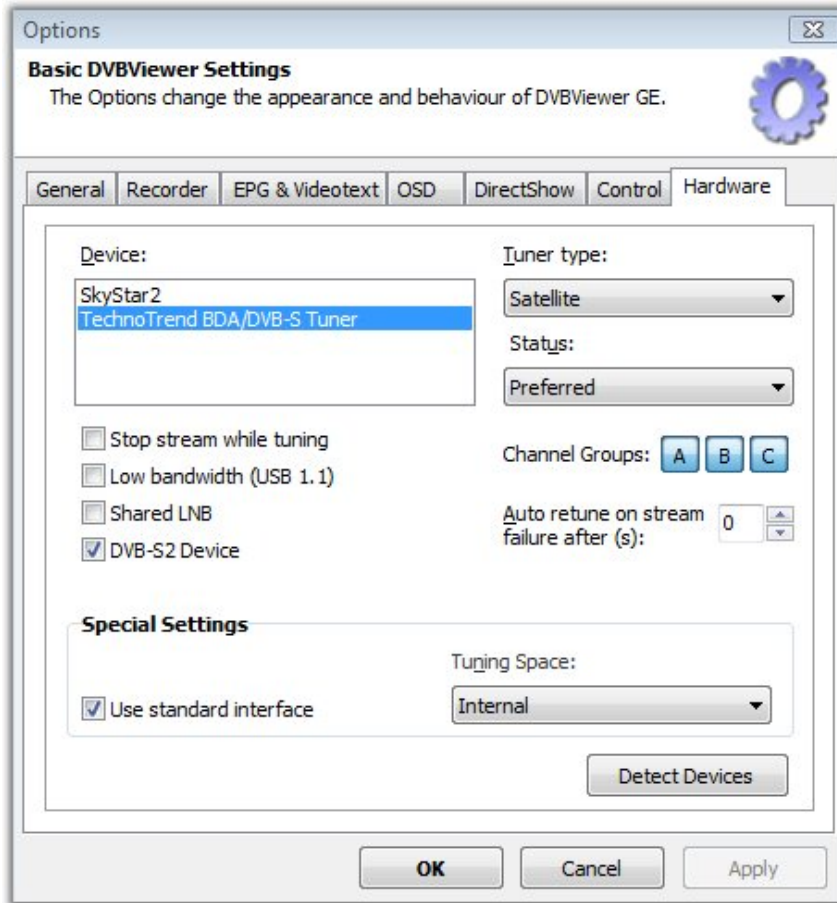 Options
Basic DVBViewer Settings
The Options change the appearance and behaviour of DVBViewer GE.
General Recorder EPG & Videotext OSD DirectShow Control Hardware
Device:
SkyStar2
TechnoTrend BDA/DVB-S Tuner
Tuner type:
Satellite
Status:
Preferred
Stop stream while tuning
Low bandwidth (USB 1.1)
Shared LNB
DVB-S2 Device
Channel Groups: A B C
Auto retune on stream
failure after (s): 0
Special Settings
Use standard interface
Tuning Space:
Internal
Detect Devices
OK Cancel Apply